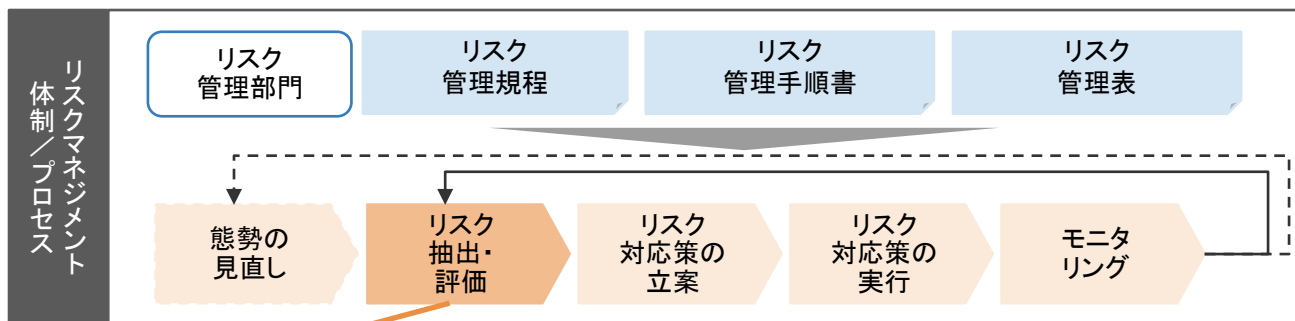 リスクマネジメント
体制／プロセス
リスク
管理部門
リスク
管理規程
リスク
管理手順書
リスク
管理表
態勢の
見直し
リスク
抽出・
評価
リスク
対応策の
立案
リスク
対応策の
実行
モニタ
リング